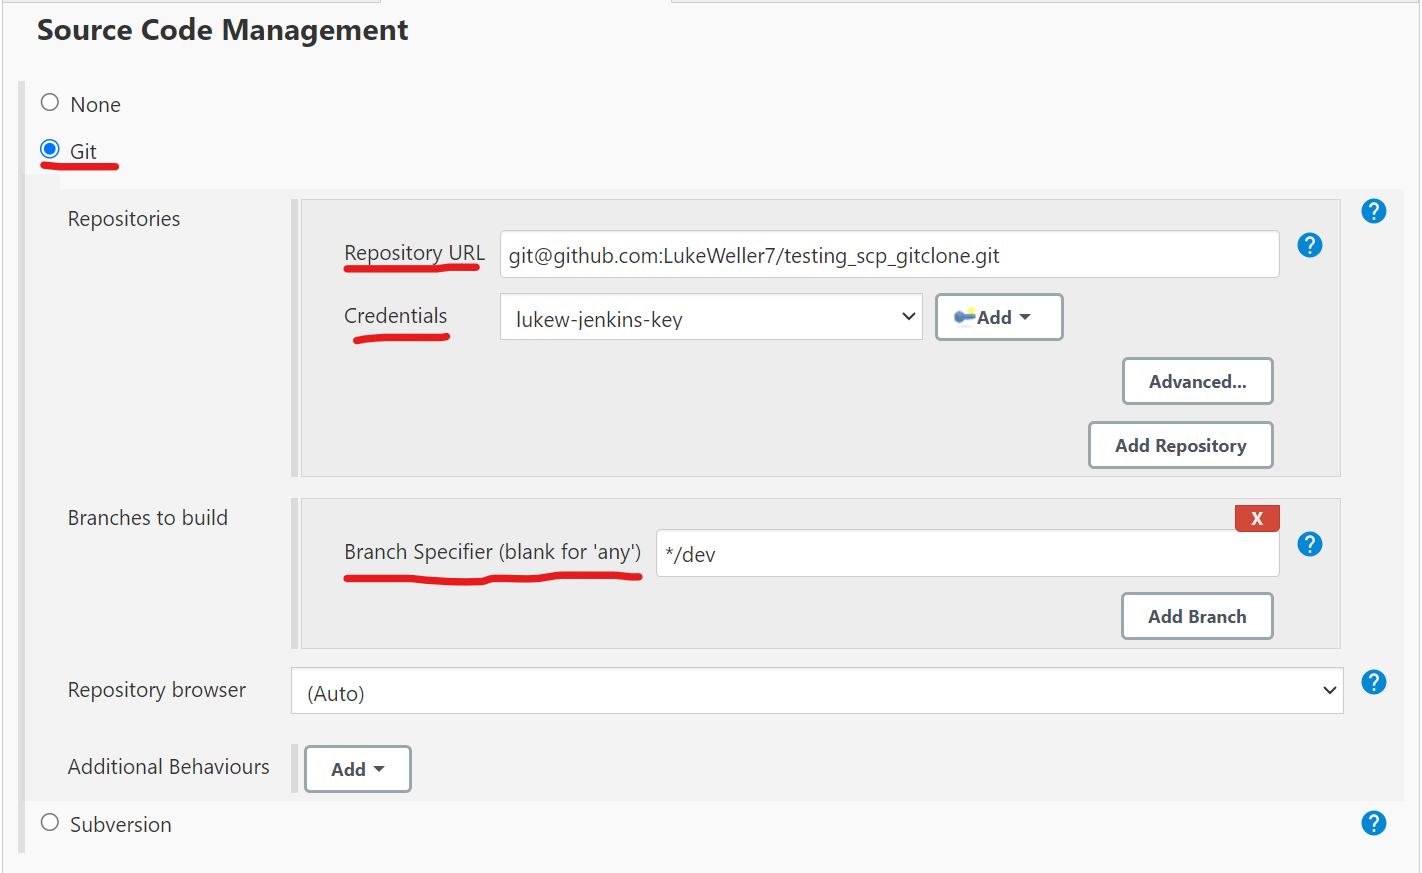 Source Code Management
None
Git
Repositories
?
Repository URL git@github.com:LukeWeller7/testing_scp_gitclone.git ?
Credentials lukew-jenkins-key Add
Advanced...
Add Repository
Branches to build
X
Branch Specifier (blank for 'any') */dev ?
Add Branch
Repository browser (Auto) ?
Additional Behaviours Add
Subversion ?